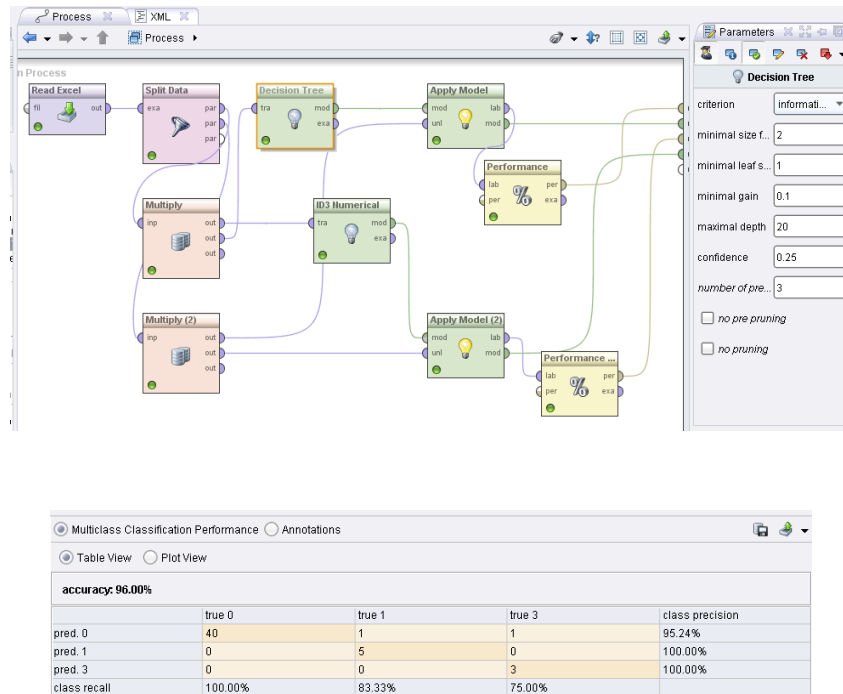 Process XML
Process
n Process
Read Excel
fil out
Split Data
exa par
par
par
Decision Tree
tra mod
exa
Apply Model
mod lab
unl mod
Performance
lab per
per exa
Multiply
inp out
out
out
ID3 Numerical
tra mod
exa
Multiply (2)
inp out
out
out
Apply Model (2)
mod lab
unl mod
Performance ...
lab per
per exa
Parameters
Decision Tree
criterion informati...
minimal size f... 2
minimal leaf s... 1
minimal gain 0.1
maximal depth 20
confidence 0.25
number of pre... 3
no pre pruning
no pruning
Multiclass Classification Performance Annotations
Table View Plot View
accuracy: 96.00%
true 0 true 1 true 3 class precision
pred. 0 40 1 1 95.24%
pred. 1 0 5 0 100.00%
pred. 3 0 0 3 100.00%
class recall 100.00% 83.33% 75.00%